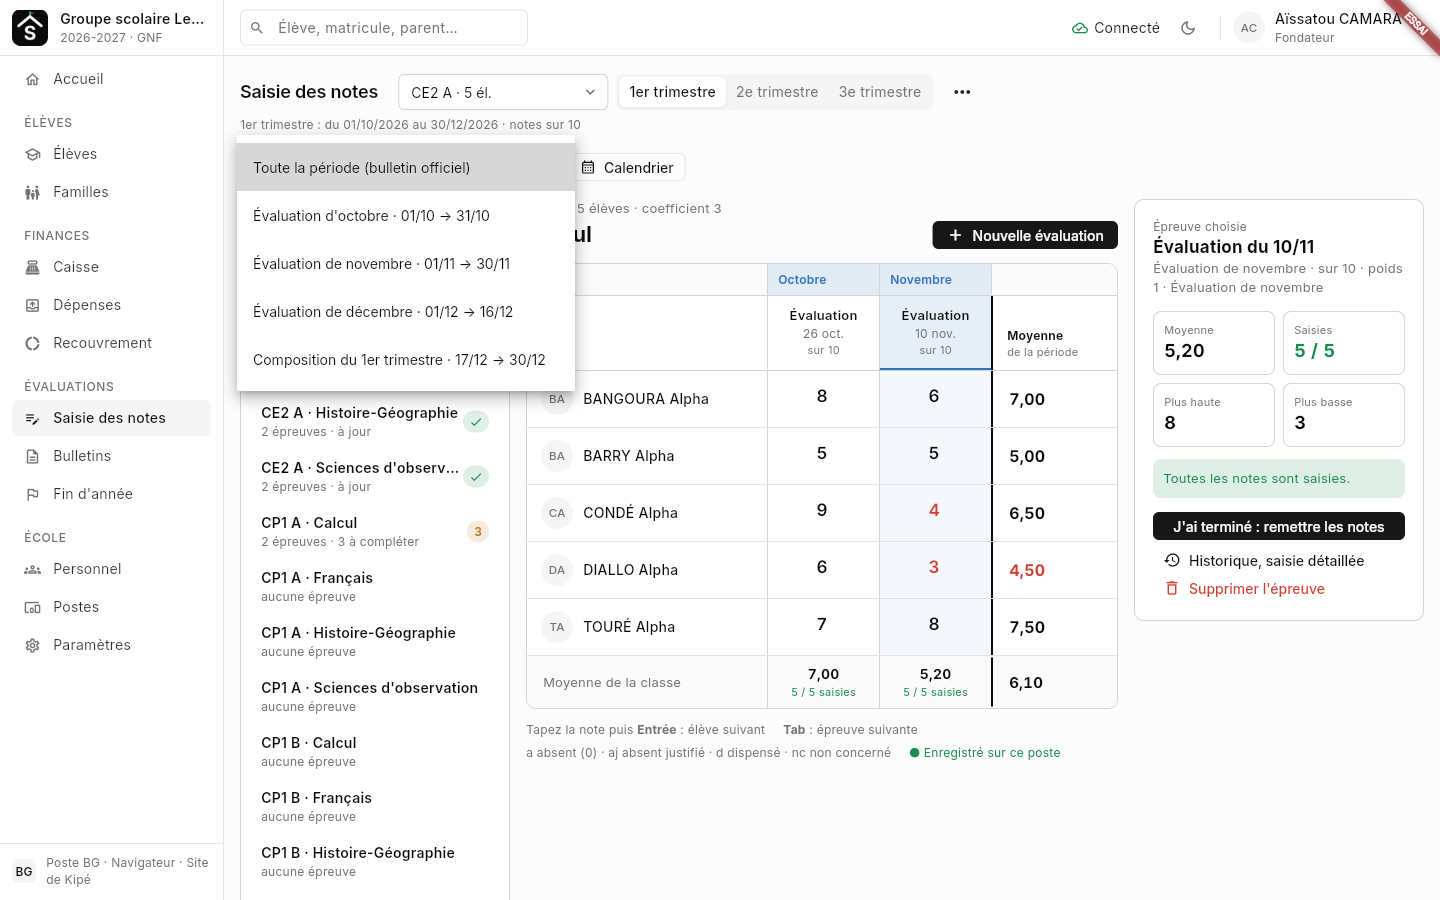 Groupe scolaire Le...
2026-2027 · GNF
Élève, matricule, parent...
Connecté
AC
Aïssatou CAMARA
Fondateur
ESSAI
Accueil
ÉLÈVES
Élèves
Familles
FINANCES
Caisse
Dépenses
Recouvrement
ÉVALUATIONS
Saisie des notes
Bulletins
Fin d'année
ÉCOLE
Personnel
Postes
Paramètres
BG
Poste BG · Navigateur · Site
de Kipé
Saisie des notes
CE2 A · 5 él.
1er trimestre
2e trimestre
3e trimestre
1er trimestre : du 01/10/2026 au 30/12/2026 · notes sur 10
Toute la période (bulletin officiel)
Évaluation d'octobre · 01/10 → 31/10
Évaluation de novembre · 01/11 → 30/11
Évaluation de décembre · 01/12 → 16/12
Composition du 1er trimestre · 17/12 → 30/12
Calendrier
CE2 A · Histoire-Géographie
2 épreuves · à jour
CE2 A · Sciences d'observ...
2 épreuves · à jour
CP1 A · Calcul
2 épreuves · 3 à compléter
3
CP1 A · Français
aucune épreuve
CP1 A · Histoire-Géographie
aucune épreuve
CP1 A · Sciences d'observation
aucune épreuve
CP1 B · Calcul
aucune épreuve
CP1 B · Français
aucune épreuve
CP1 B · Histoire-Géographie
aucune épreuve
5 élèves · coefficient 3
ul
Nouvelle évaluation
Octobre
Novembre
Évaluation
26 oct.
sur 10
Évaluation
10 nov.
sur 10
Moyenne
de la période
BA BANGOURA Alpha 8 6 7,00
BA BARRY Alpha 5 5 5,00
CA CONDÉ Alpha 9 4 6,50
DA DIALLO Alpha 6 3 4,50
TA TOURÉ Alpha 7 8 7,50
Moyenne de la classe 7,00 5,20 6,10
5 / 5 saisies 5 / 5 saisies
Tapez la note puis Entrée : élève suivant Tab : épreuve suivante
a absent (0) · aj absent justifié · d dispensé · nc non concerné Enregistré sur ce poste
Épreuve choisie
Évaluation du 10/11
Évaluation de novembre · sur 10 · poids
1 · Évaluation de novembre
Moyenne
5,20
Saisies
5 / 5
Plus haute
8
Plus basse
3
Toutes les notes sont saisies.
J'ai terminé : remettre les notes
Historique, saisie détaillée
Supprimer l'épreuve